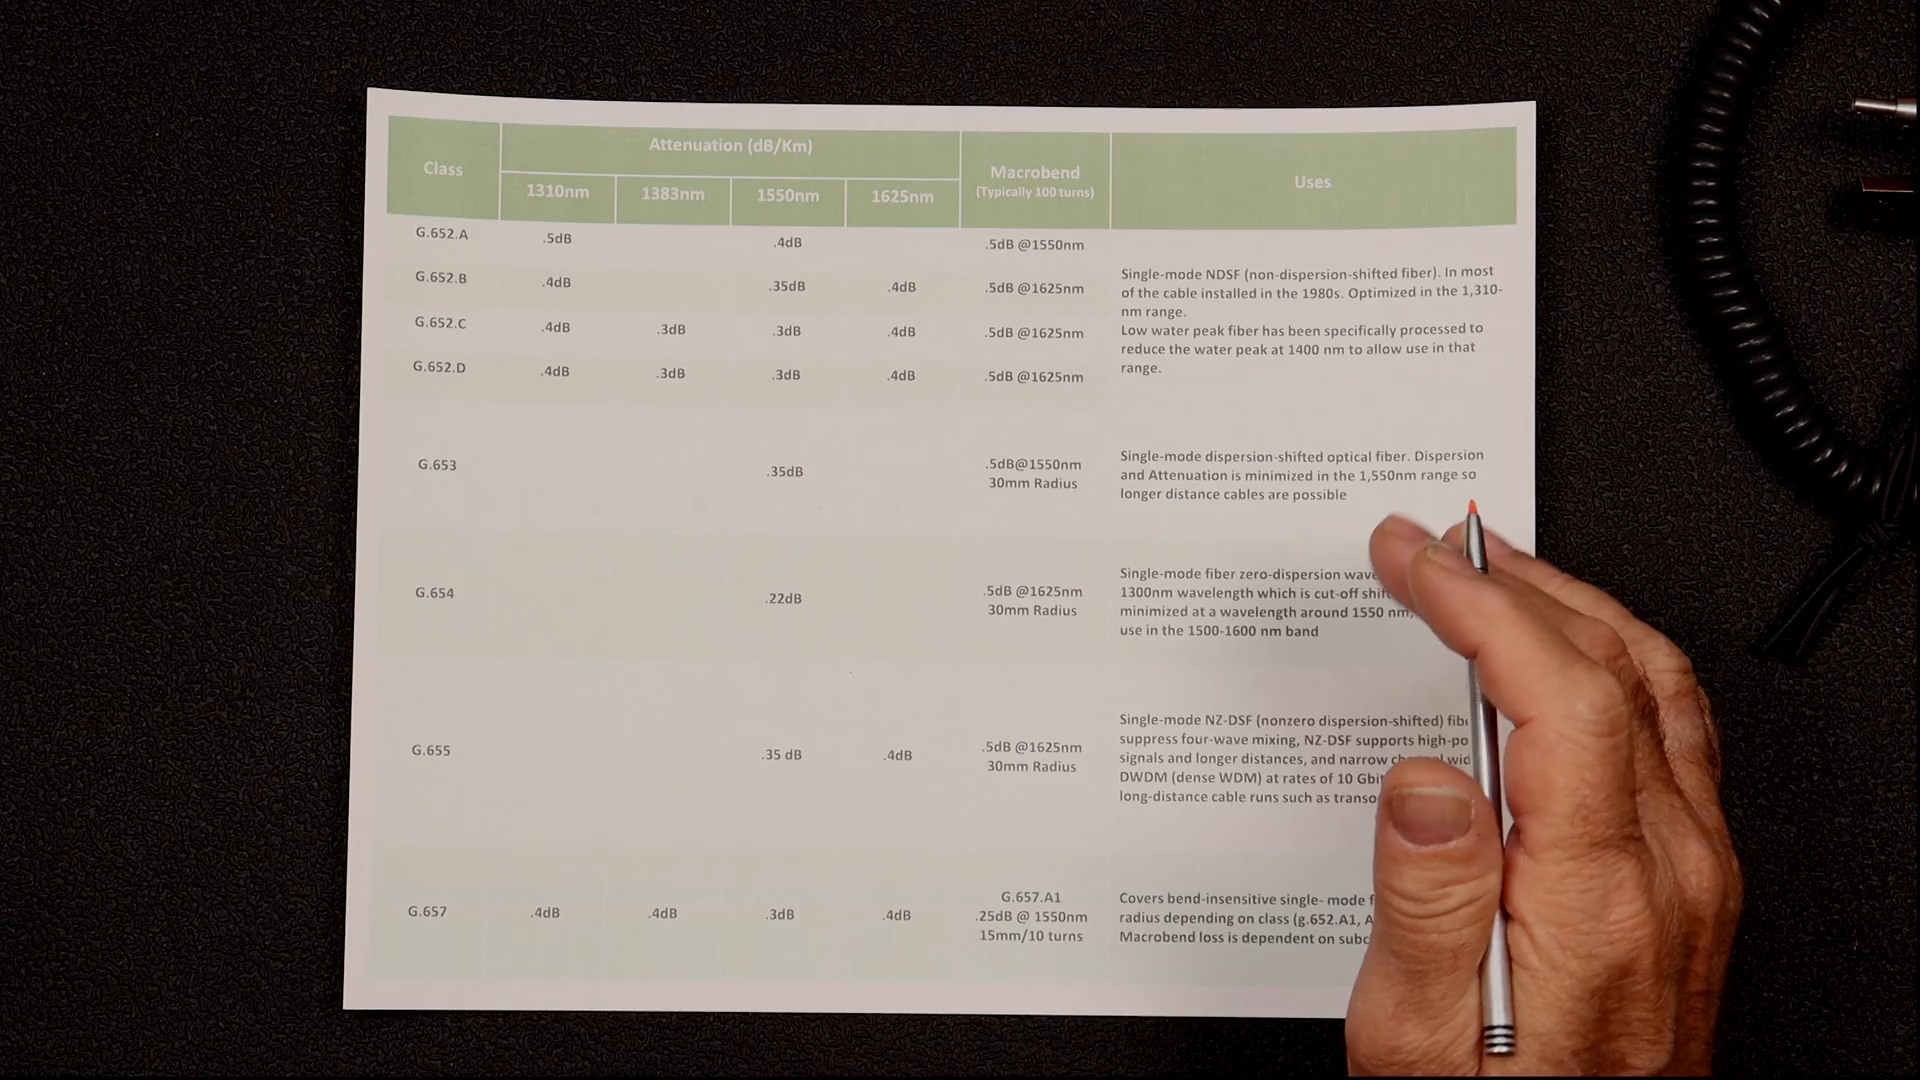 Class
Attenuation (dB/Km)
Macrobend
(Typically 100 turns)
Uses
1310nm 1383nm 1550nm 1625nm
G.652.A .5dB .4dB .5dB @1550nm
G.652.B .4dB .35dB .4dB .5dB @1625nm
G.652.C .4dB .3dB .3dB .4dB .5dB @1625nm
G.652.D .4dB .3dB .3dB .4dB .5dB @1625nm
Single-mode NDSF (non-dispersion-shifted fiber). In most
of the cable installed in the 1980s. Optimized in the 1,310-
nm range.
Low water peak fiber has been specifically processed to
reduce the water peak at 1400 nm to allow use in that
range.
G.653 .35dB
.5dB@1550nm
30mm Radius
Single-mode dispersion-shifted optical fiber. Dispersion
and Attenuation is minimized in the 1,550nm range so
longer distance cables are possible
G.654 .22dB
.5dB @1625nm
30mm Radius
Single-mode fiber zero-dispersion
1300nm wavelength which is cut-off
minimized at a wavelength around 1550 nm,
use in the 1500-1600 nm band
G.655 .35 dB .4dB
.5dB @1625nm
30mm Radius
Single-mode NZ-DSF (nonzero dispersion-shifted)
suppress four-wave mixing, NZ-DSF supports
signals and longer distances, and narrow
DWDM (dense WDM) at rates of 10
long-distance cable runs such as
G.657 .4dB .4dB .3dB .4dB
G.657.A1
.25dB @ 1550nm
15mm/10 turns
Covers bend-insensitive single- mode
radius depending on class (g.652.A1,
Macrobend loss is dependent on